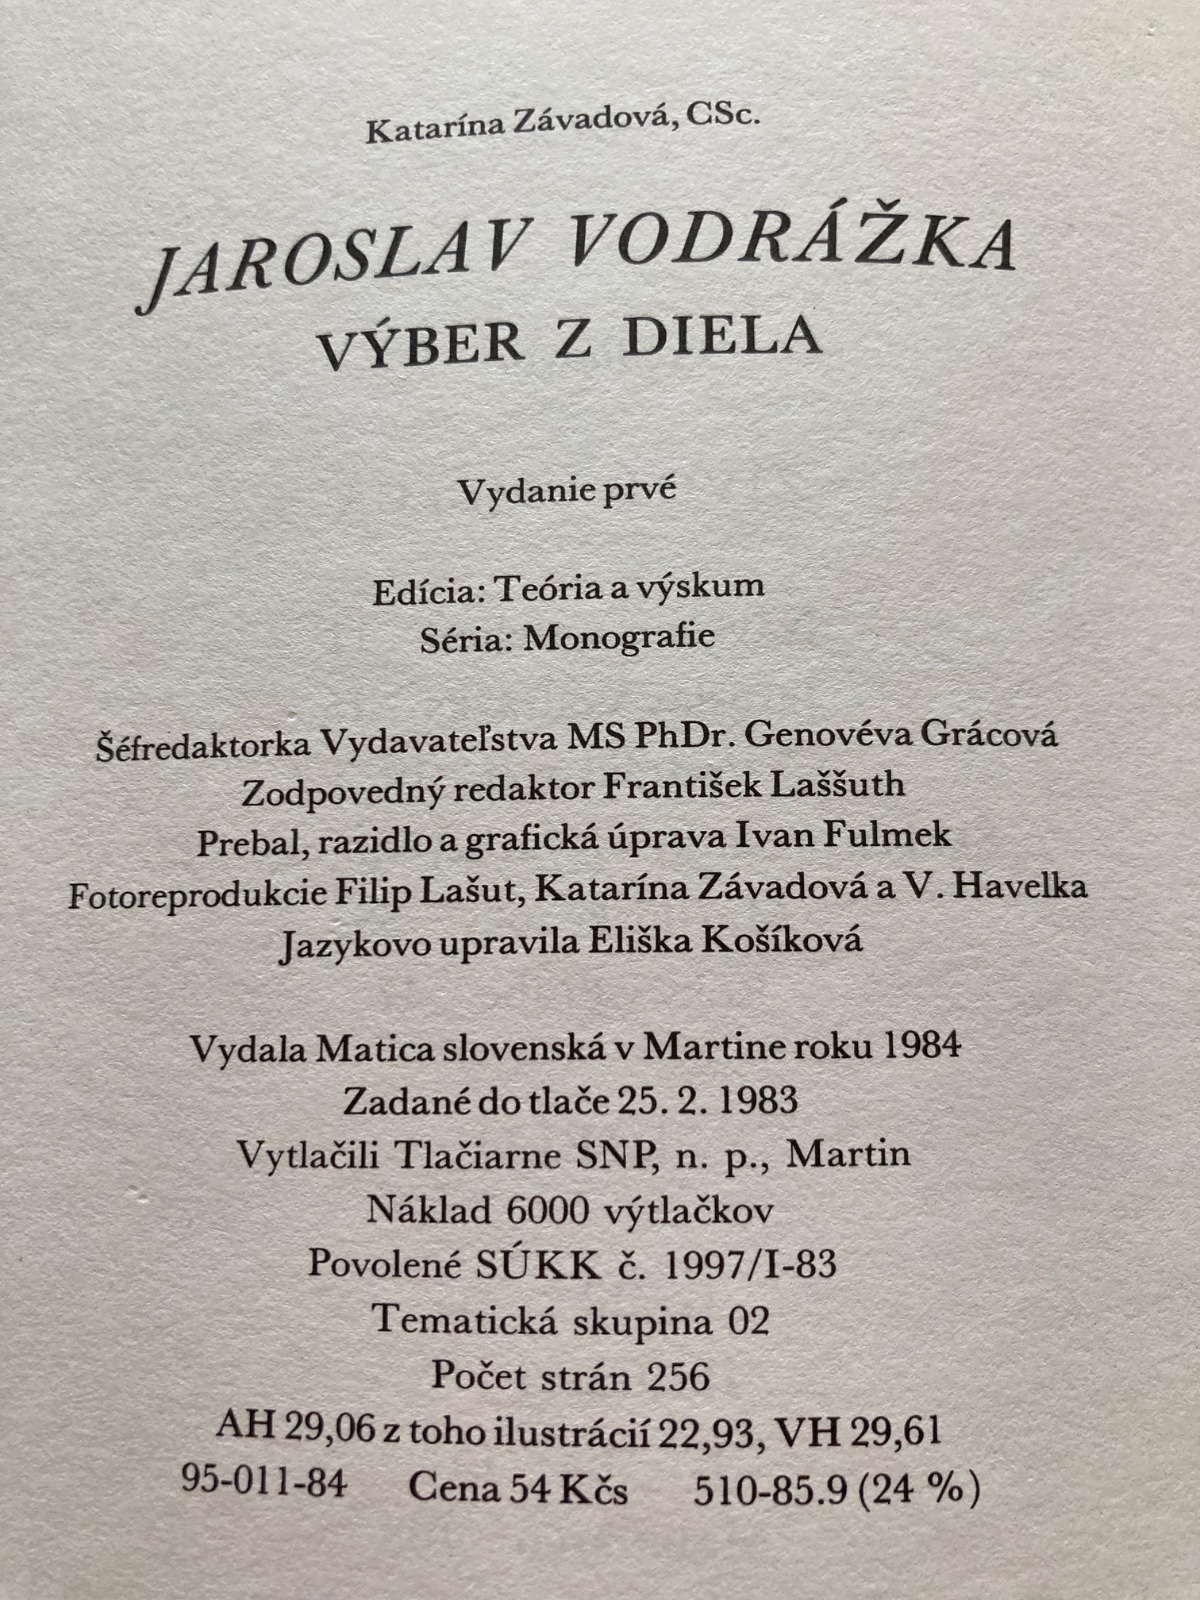 Katarína Závadová, CSc.
JAROSLAV VODRÁŽKA
VÝBER Z DIELA
Vydanie prvé
Edícia: Teória a výskum
Séria: Monografie
Šéfredaktorka Vydavateľstva MS PhDr. Genovéva Grácová
Zodpovedný redaktor František Laššuth
Prebal, razidlo a grafická úprava Ivan Fulmek
Fotoreprodukcie Filip Lašut, Katarína Závadová a V. Havelka
Jazykovo upravila Eliška Košíková
Vydala Matica slovenská v Martine roku 1984
Zadané do tlače 25. 2. 1983
Vytlačili Tlačiarne SNP, n. p., Martin
Náklad 6000 výtlačkov
Povolené SÚKK č. 1997/I-83
Tematická skupina 02
Počet strán 256
AH 29,06 z toho ilustrácií 22,93, VH 29,61
95-011-84 Cena 54 Kčs 510-85.9 (24 %)